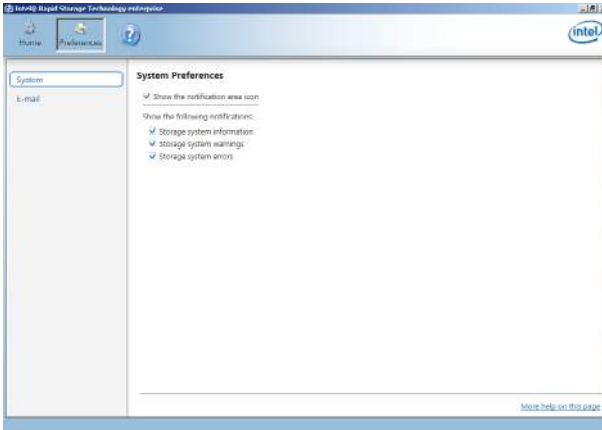 Intel® Rapid Storage Technology enterprise
Home
Preferences
?
intel
System
E-mail
System Preferences
Show the notification area icon
Show the following notifications:
Storage system information
Storage system warnings
Storage system errors
More help on this page